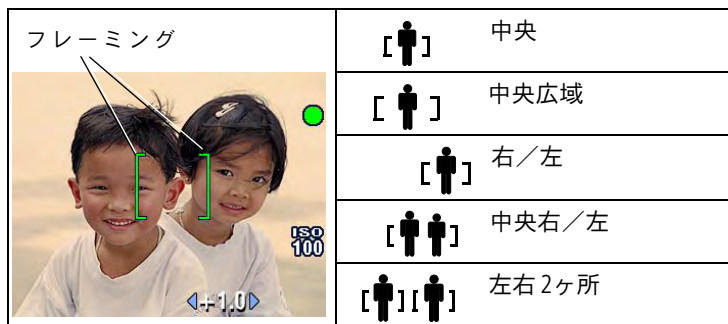 フレーミング
ISO
100
+1.0
中央
中央広域
右／左
中央右／左
左右2ヶ所